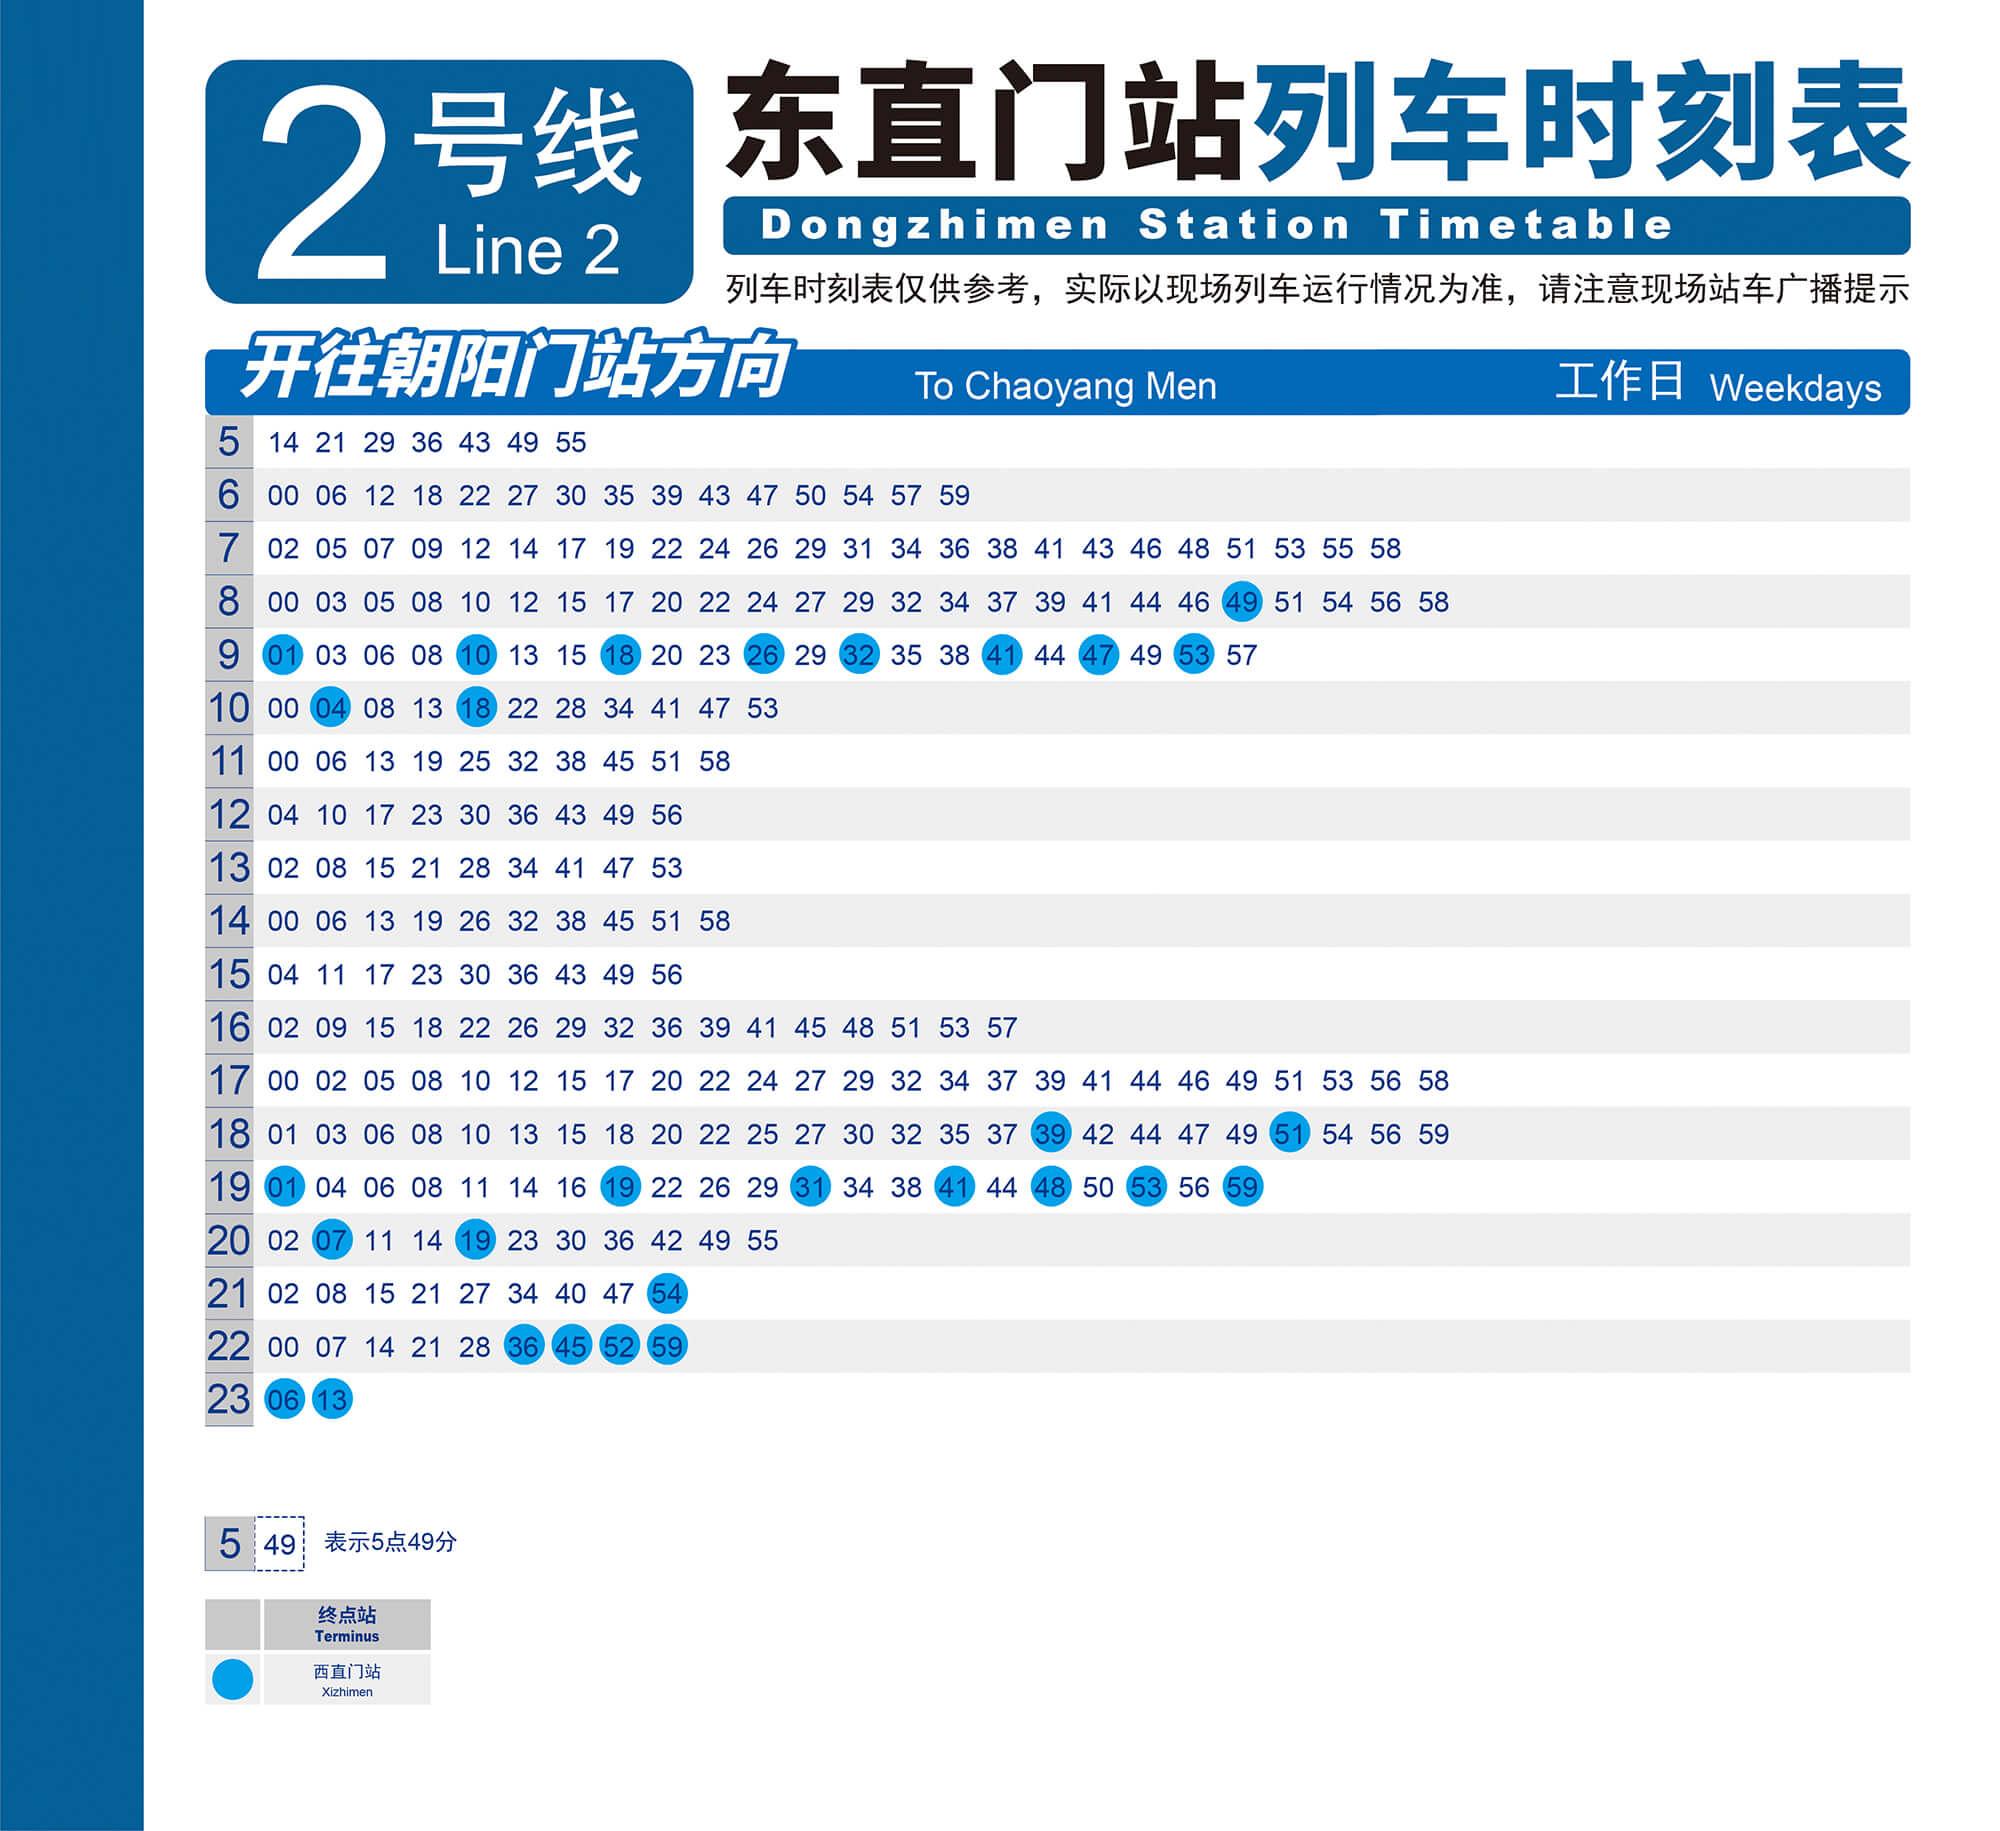 2号线
Line 2
东直门站列车时刻表
Dongzhimen Station Timetable
列车时刻表仅供参考，实际以现场列车运行情况为准，请注意现场站车广播提示
开往朝阳门站方向 To Chaoyang Men 工作日 Weekdays
5 14 21 29 36 43 49 55
6 00 06 12 18 22 27 30 35 39 43 47 50 54 57 59
7 02 05 07 09 12 14 17 19 22 24 26 29 31 34 36 38 41 43 46 48 51 53 55 58
8 00 03 05 08 10 12 15 17 20 22 24 27 29 32 34 37 39 41 44 46 49 51 54 56 58
9 01 03 06 08 10 13 15 18 20 23 26 29 32 35 38 41 44 47 49 53 57
10 00 04 08 13 18 22 28 34 41 47 53
11 00 06 13 19 25 32 38 45 51 58
12 04 10 17 23 30 36 43 49 56
13 02 08 15 21 28 34 41 47 53
14 00 06 13 19 26 32 38 45 51 58
15 04 11 17 23 30 36 43 49 56
16 02 09 15 18 22 26 29 32 36 39 41 45 48 51 53 57
17 00 02 05 08 10 12 15 17 20 22 24 27 29 32 34 37 39 41 44 46 49 51 53 56 58
18 01 03 06 08 10 13 15 18 20 22 25 27 30 32 35 37 39 42 44 47 49 51 54 56 59
19 01 04 06 08 11 14 16 19 22 26 29 31 34 38 41 44 48 50 53 56 59
20 02 07 11 14 19 23 30 36 42 49 55
21 02 08 15 21 27 34 40 47 54
22 00 07 14 21 28 36 45 52 59
23 06 13
5 49 表示5点49分
终点站
Terminus
西直门站
Xizhimen